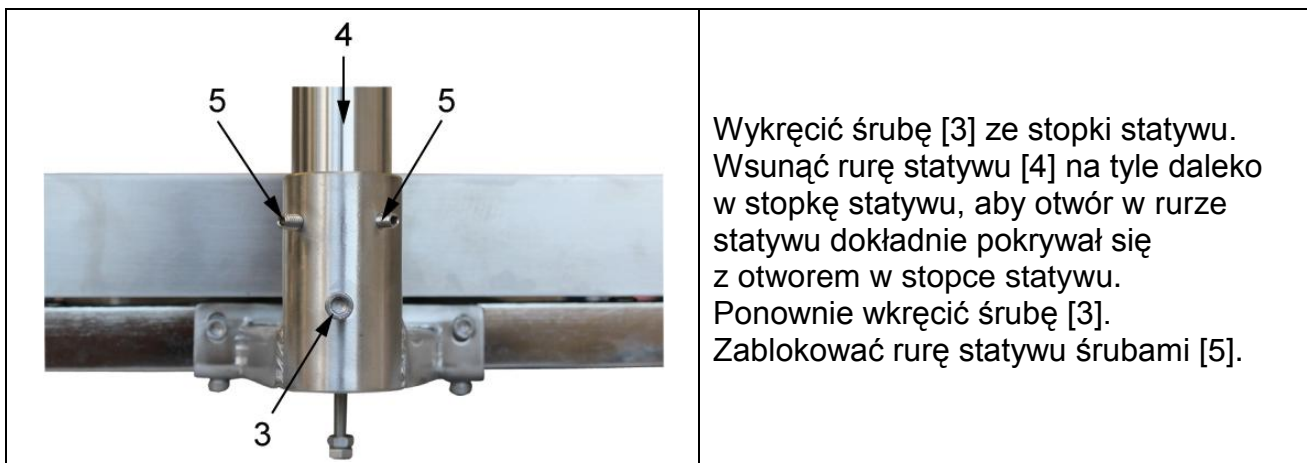 4
5 5
3
Wykręcić śrubę [3] ze stopki statywu.
Wsunąć rurę statywu [4] na tyle daleko
w stopkę statywu, aby otwór w rurze
statywu dokładnie pokrywał się
z otworem w stopce statywu.
Ponownie wkręcić śrubę [3].
Zablokować rurę statywu śrubami [5].